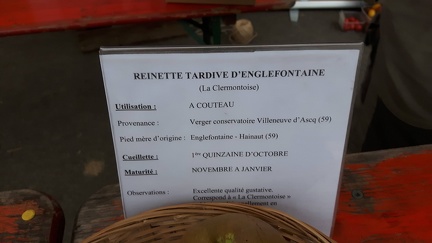 REINETTE TARDIVE D'ENGLEFONTAINE
(La Clermontoise)
Utilisation : A COUTEAU
Provenance : Verger conservatoire Villeneuve d'Ascq (59)
Pied mère d'origine : Englefontaine - Hainaut (59)
Cueillette : 1ère QUINZAINE D'OCTOBRE
Maturité : NOVEMBRE A JANVIER
Observations : Excellente qualité gustative.
Correspond à « La Clermontoise »
en